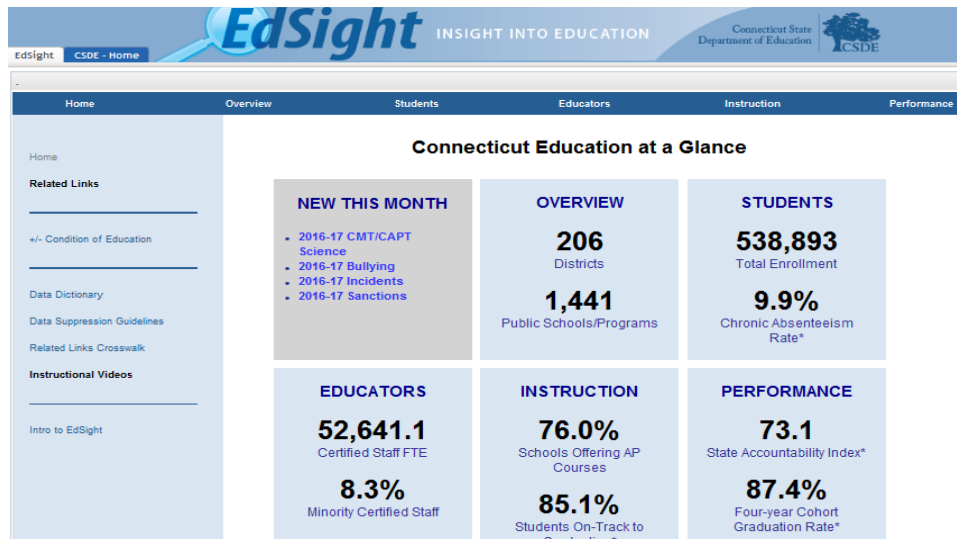 EdSight INSIGHT INTO EDUCATION
Connecticut State
Department of Education
CSDE
EdSight CSDE - Home
.
Home Overview Students Educators Instruction Performance
Home
Related Links
+/- Condition of Education
Data Dictionary
Data Suppression Guidelines
Related Links Crosswalk
Instructional Videos
Intro to EdSight
Connecticut Education at a Glance
NEW THIS MONTH
• 2016-17 CMT/CAPT
Science
• 2016-17 Bullying
• 2016-17 Incidents
• 2016-17 Sanctions
OVERVIEW
206
Districts
1,441
Public Schools/Programs
STUDENTS
538,893
Total Enrollment
9.9%
Chronic Absenteeism
Rate*
EDUCATORS
52,641.1
Certified Staff FTE
8.3%
Minority Certified Staff
INSTRUCTION
76.0%
Schools Offering AP
Courses
85.1%
Students On-Track to
PERFORMANCE
73.1
State Accountability Index*
87.4%
Four-year Cohort
Graduation Rate*